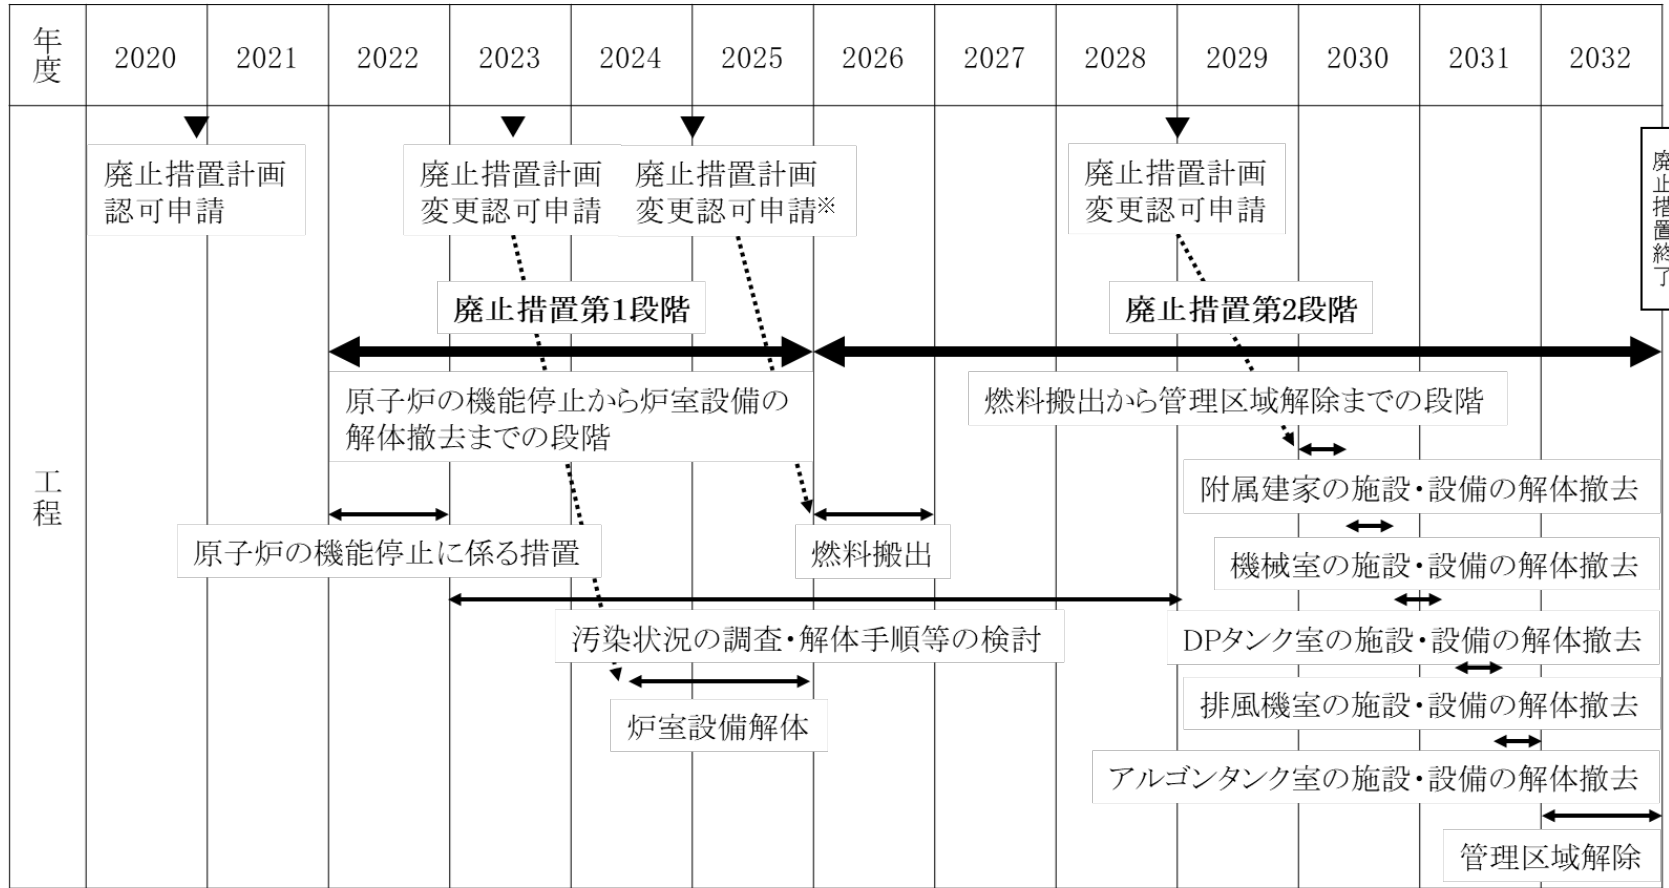 年度
2020 2021 2022 2023 2024 2025 2026 2027 2028 2029 2030 2031 2032
工程
廃止措置計画
認可申請
廃止措置計画
変更認可申請
廃止措置計画
変更認可申請※
廃止措置計画
変更認可申請
廃止措置終了
廃止措置第1段階
廃止措置第2段階
原子炉の機能停止から炉室設備の
解体撤去までの段階
燃料搬出から管理区域解除までの段階
附属建家の施設・設備の解体撤去
原子炉の機能停止に係る措置
燃料搬出
機械室の施設・設備の解体撤去
汚染状況の調査・解体手順等の検討
DPタンク室の施設・設備の解体撤去
炉室設備解体
排風機室の施設・設備の解体撤去
アルゴンタンク室の施設・設備の解体撤去
管理区域解除